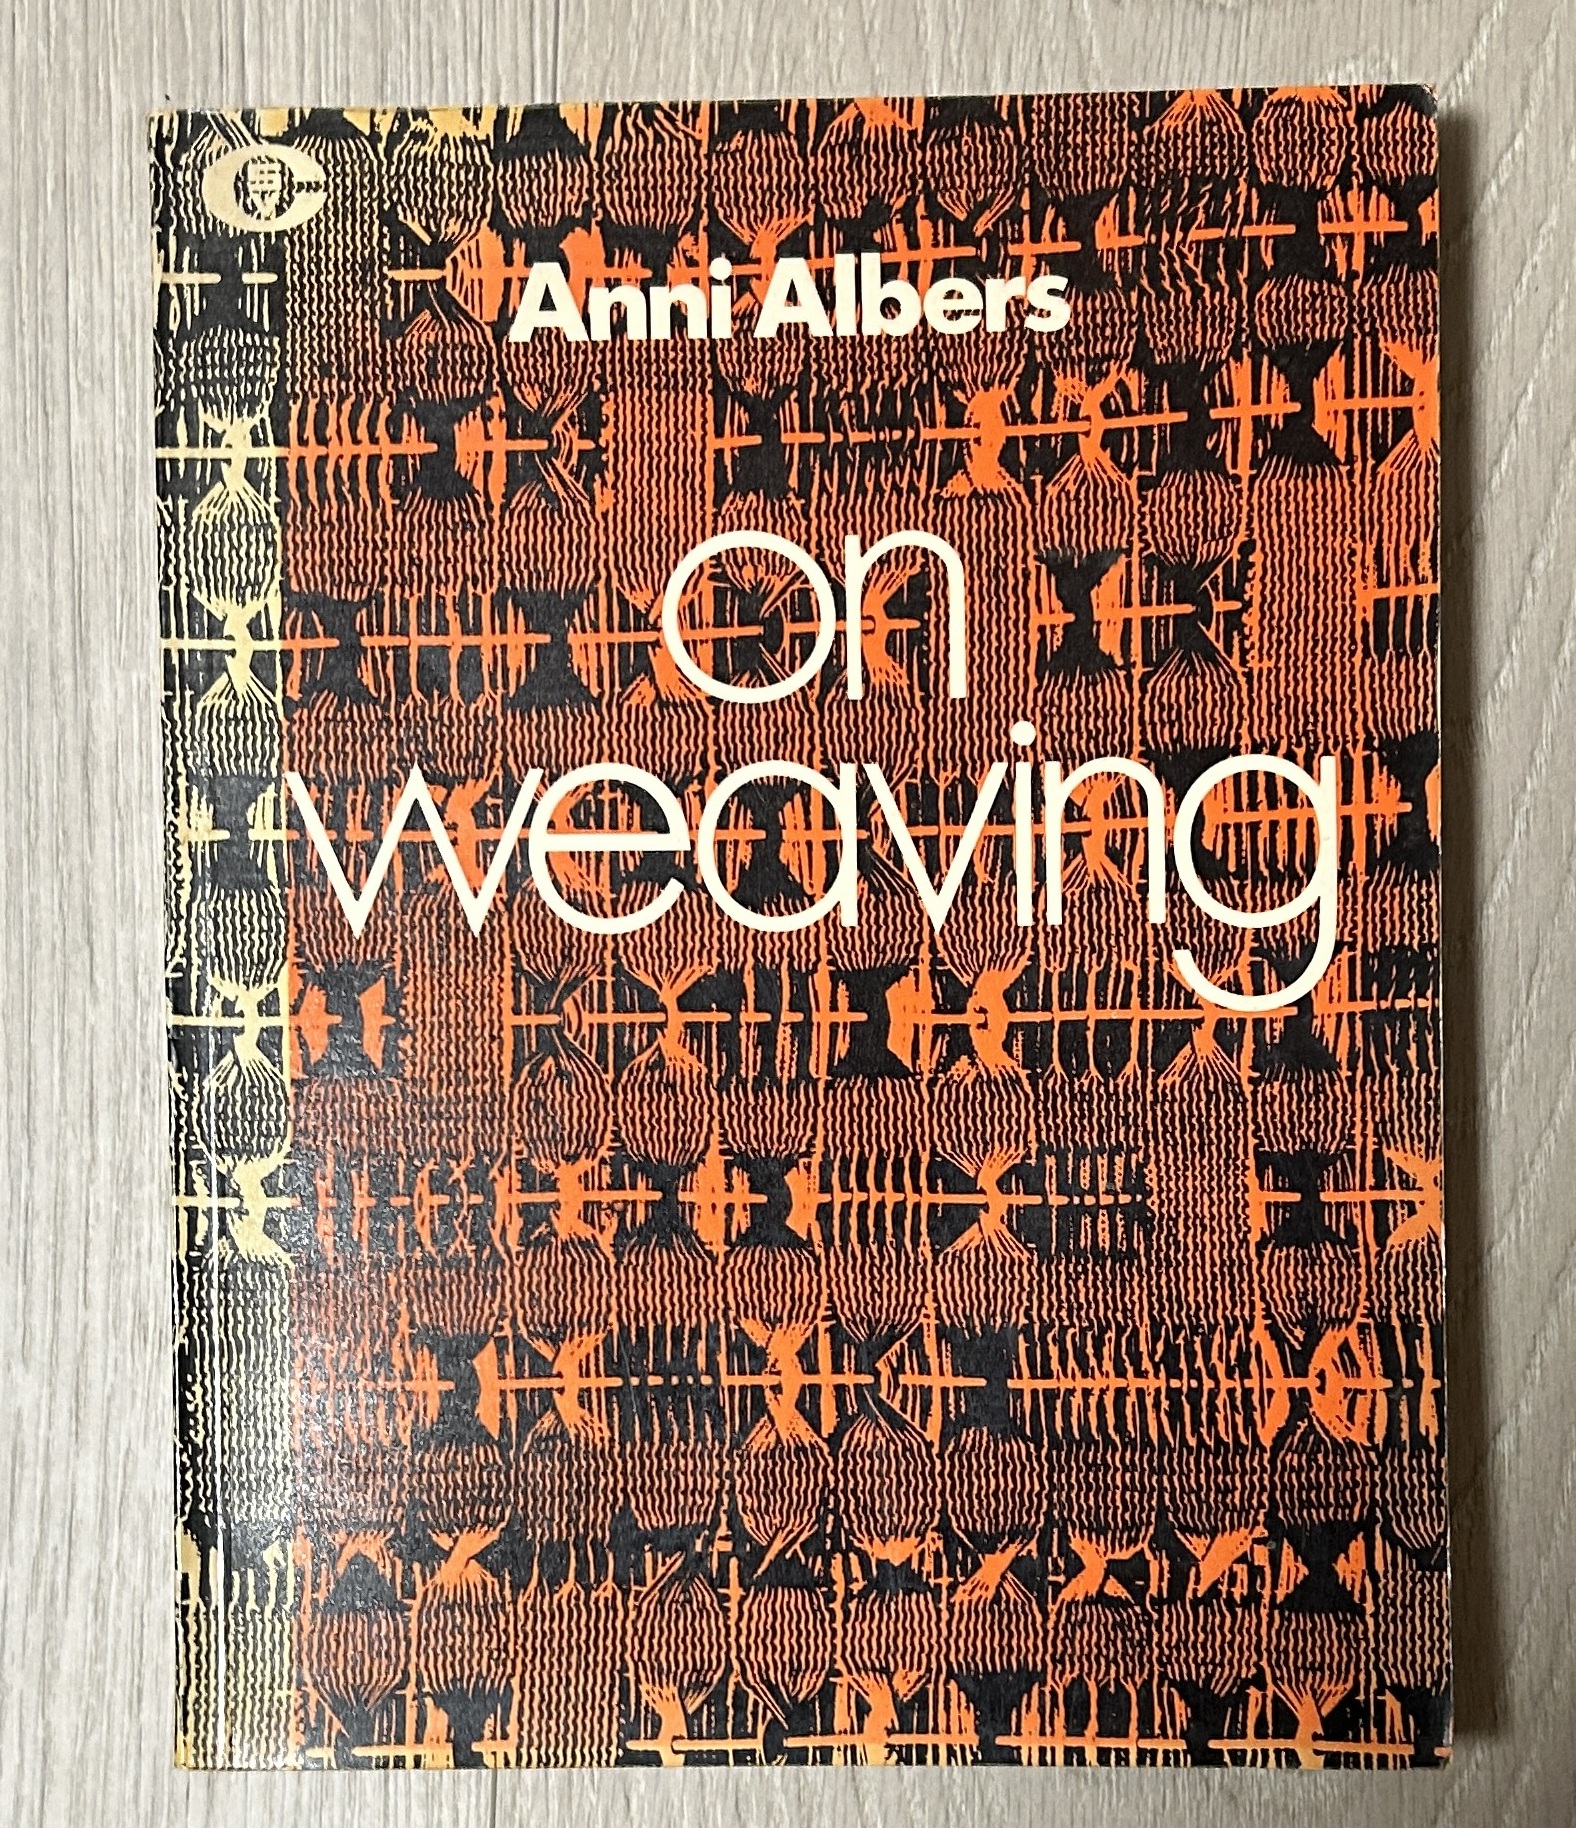 Anni Albers
on
weaving